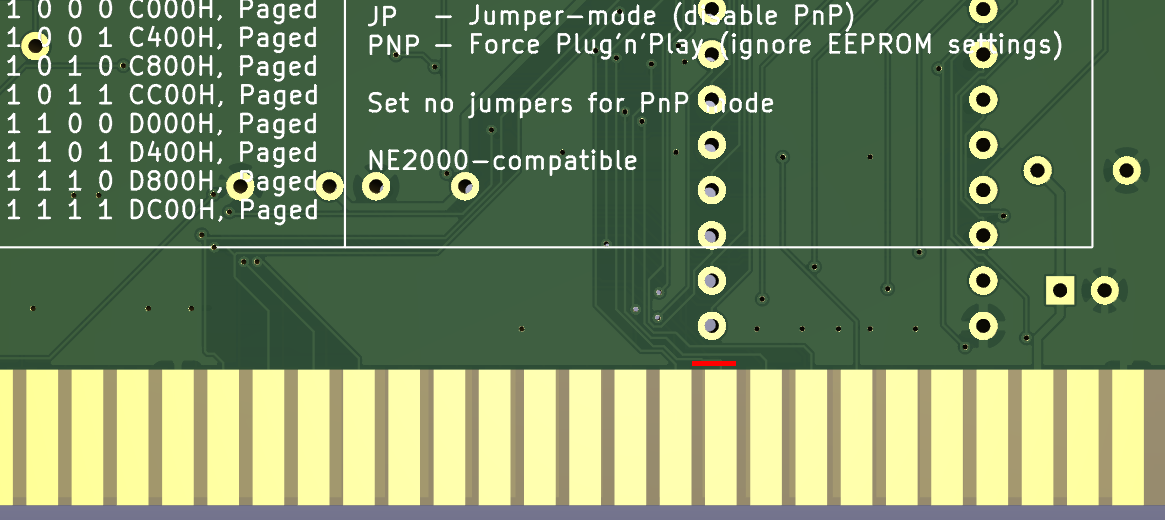 1 0 0 0 C000H, Paged
1 0 0 1 C400H, Paged
1 0 1 0 C800H, Paged
1 0 1 1 CC00H, Paged
1 1 0 0 D000H, Paged
1 1 0 1 D400H, Paged
1 1 1 0 D800H, Paged
1 1 1 1 DC00H, Paged
JP – Jumper-mode (disable PnP)
PNP – Force Plug'n'Play (ignore EEPROM settings)
Set no jumpers for PnP mode
NE2000-compatible